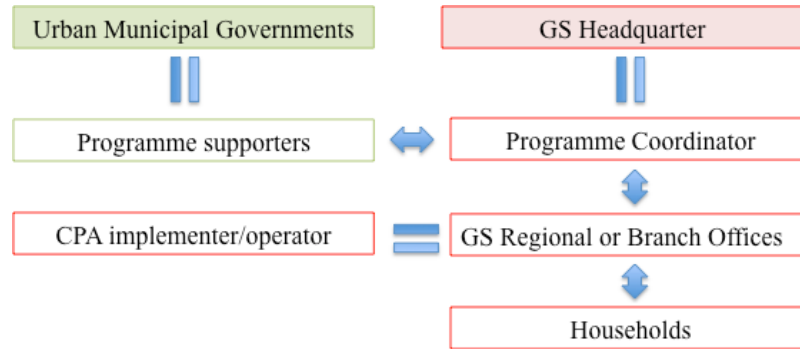 Urban Municipal Governments
GS Headquarter
Programme supporters
Programme Coordinator
CPA implementer/operator
GS Regional or Branch Offices
Households